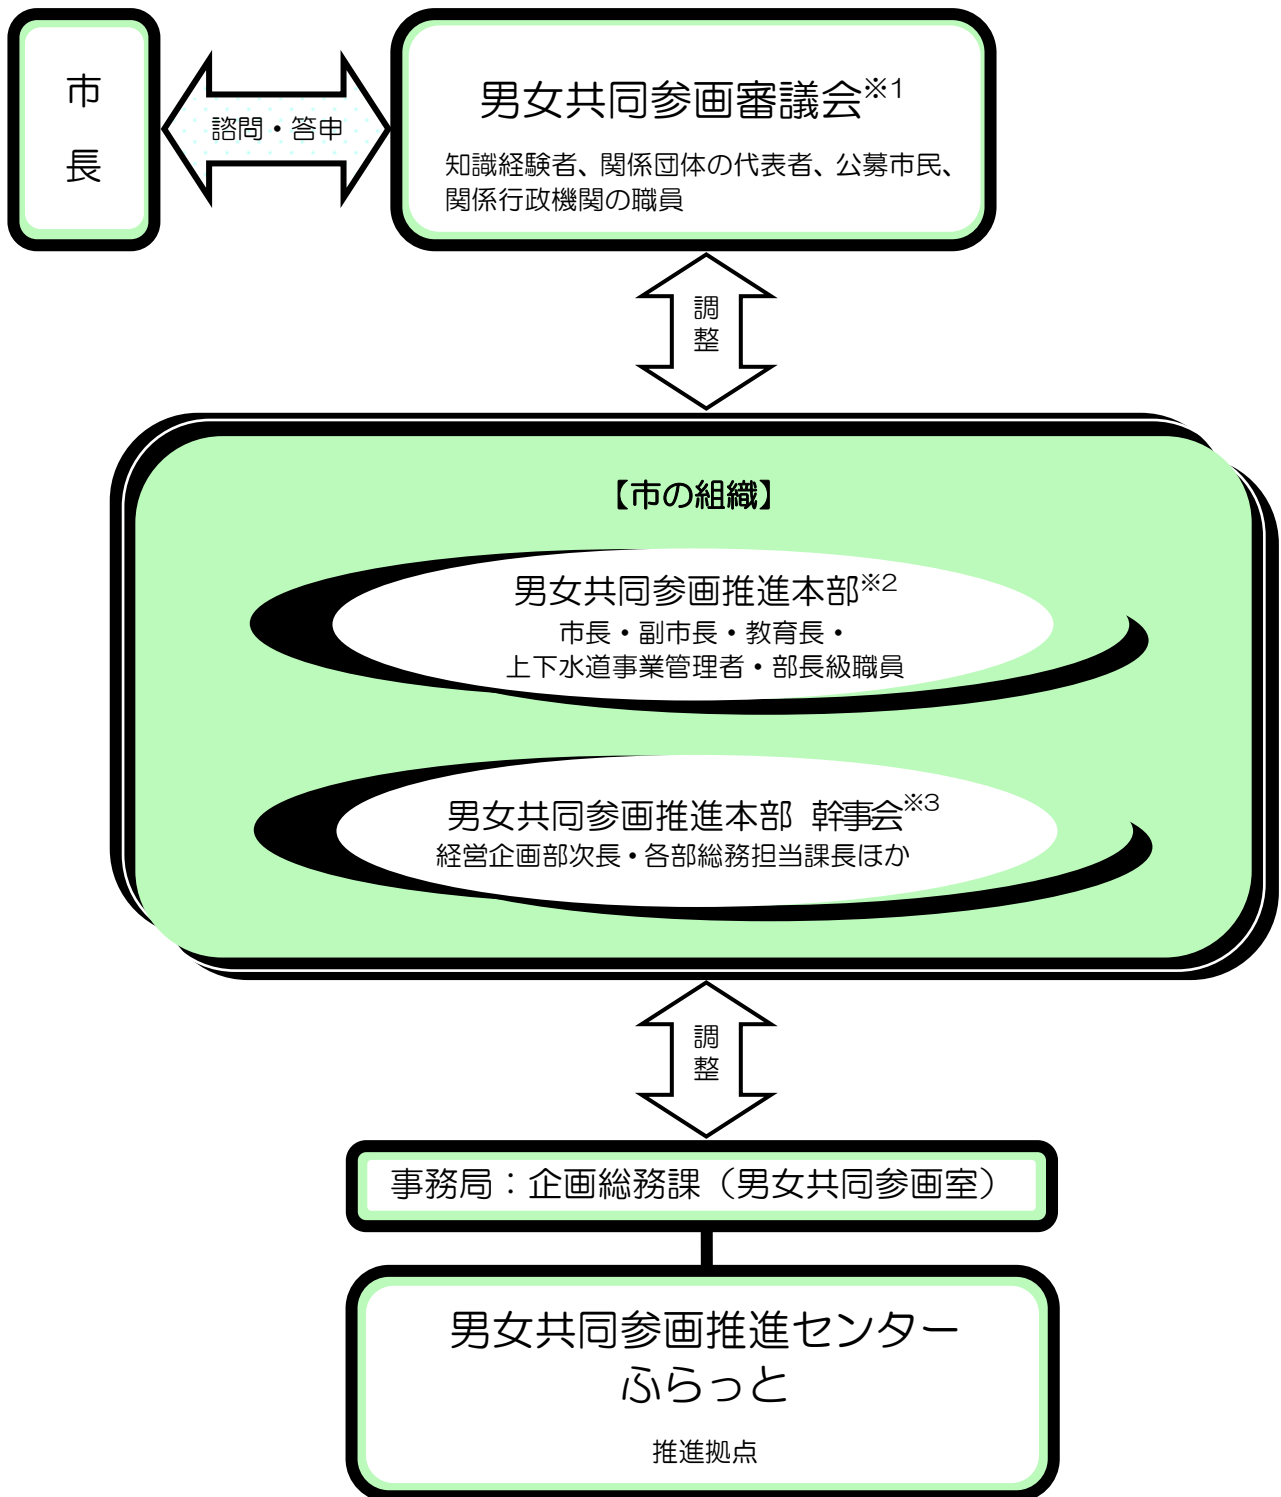 市
長
諮問・答申
男女共同参画審議会※1
知識経験者、関係団体の代表者、公募市民、
関係行政機関の職員
調
整
【市の組織】
男女共同参画推進本部※2
市長・副市長・教育長・
上下水道事業管理者・部長級職員
男女共同参画推進本部 幹事会※3
経営企画部次長・各部総務担当課長ほか
調
整
事務局：企画総務課（男女共同参画室）
男女共同参画推進センター
ふらっと
推進拠点